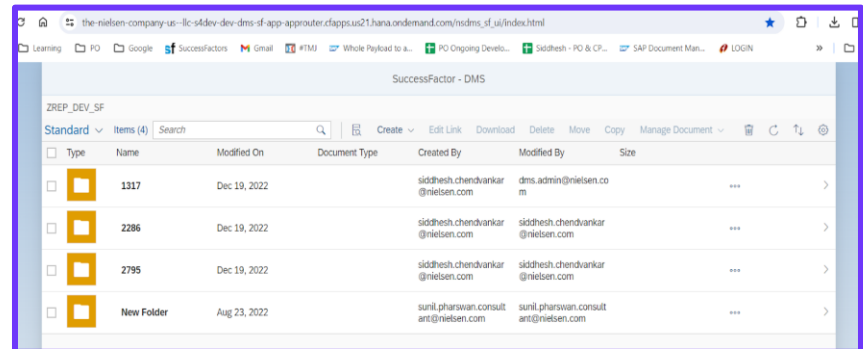 the-nielsen-company-us--llc-s4dev-dev-dms-sf-app-approuter.cfapps.us21.hana.ondemand.com/nsdms_sf_ui/index.html
Learning PO Google SuccessFactors Gmail #TMJ Whole Payload to a... PO Ongoing Develo... Siddhesh - PO & CP... SAP Document Man... LOGIN »
SuccessFactor - DMS
ZREP_DEV_SF
Standard Items (4) Search Create Edit Link Download Delete Move Copy Manage Document
Type Name Modified On Document Type Created By Modified By Size
1317 Dec 19, 2022 siddhesh.chendvankar dms.admin@nielsen.co
@nielsen.com m
2286 Dec 19, 2022 siddhesh.chendvankar siddhesh.chendvankar
@nielsen.com @nielsen.com
2795 Dec 19, 2022 siddhesh.chendvankar siddhesh.chendvankar
@nielsen.com @nielsen.com
New Folder Aug 23, 2022 sunil.pharswan.consult sunil.pharswan.consult
ant@nielsen.com ant@nielsen.com